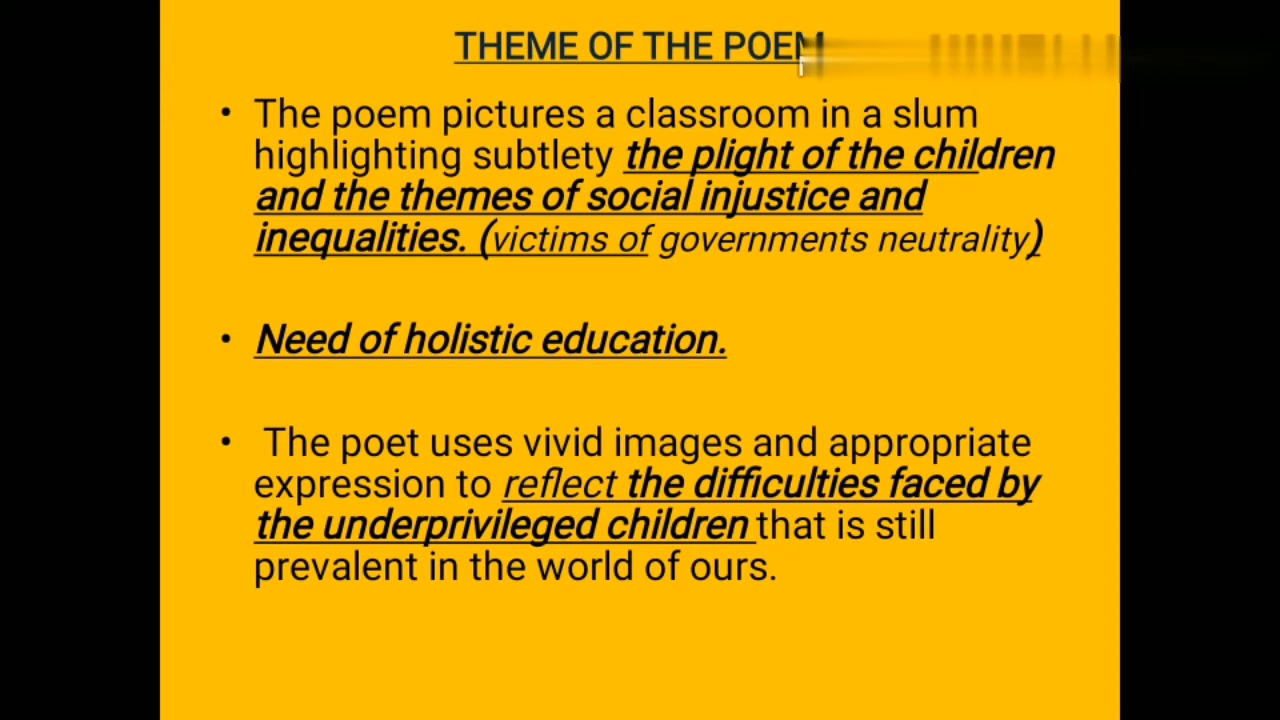 THEME OF THE POEM
• The poem pictures a classroom in a slum
highlighting subtlety the plight of the children
and the themes of social injustice and
inequalities. (victims of governments neutrality)
• Need of holistic education.
• The poet uses vivid images and appropriate
expression to reflect the difficulties faced by
the underprivileged children that is still
prevalent in the world of ours.